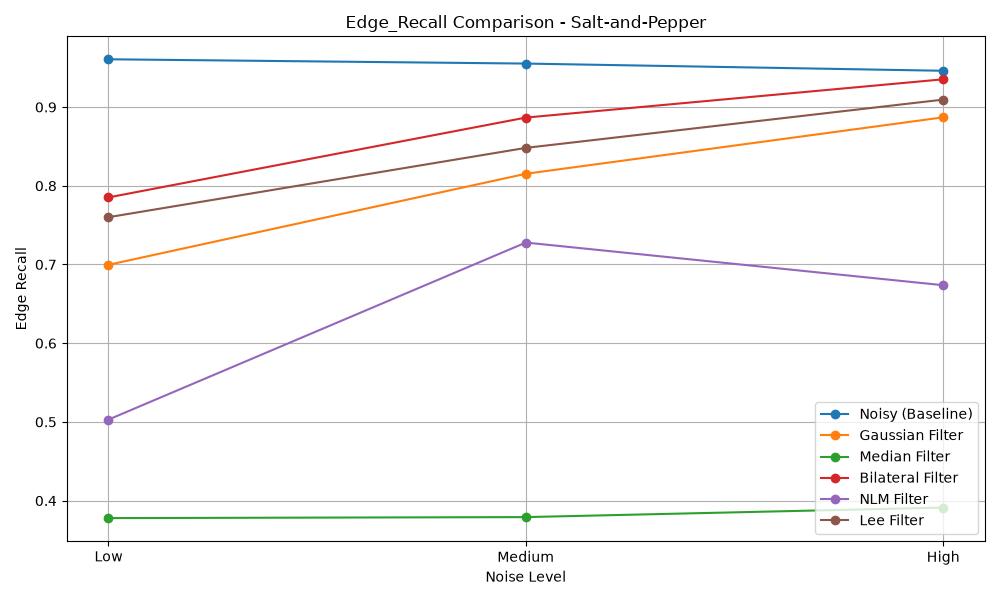 Edge_Recall Comparison - Salt-and-Pepper
Edge Recall
0.9
0.8
0.7
0.6
0.5
0.4
Noisy (Baseline)
Gaussian Filter
Median Filter
Bilateral Filter
NLM Filter
Lee Filter
Low
Medium
High
Noise Level